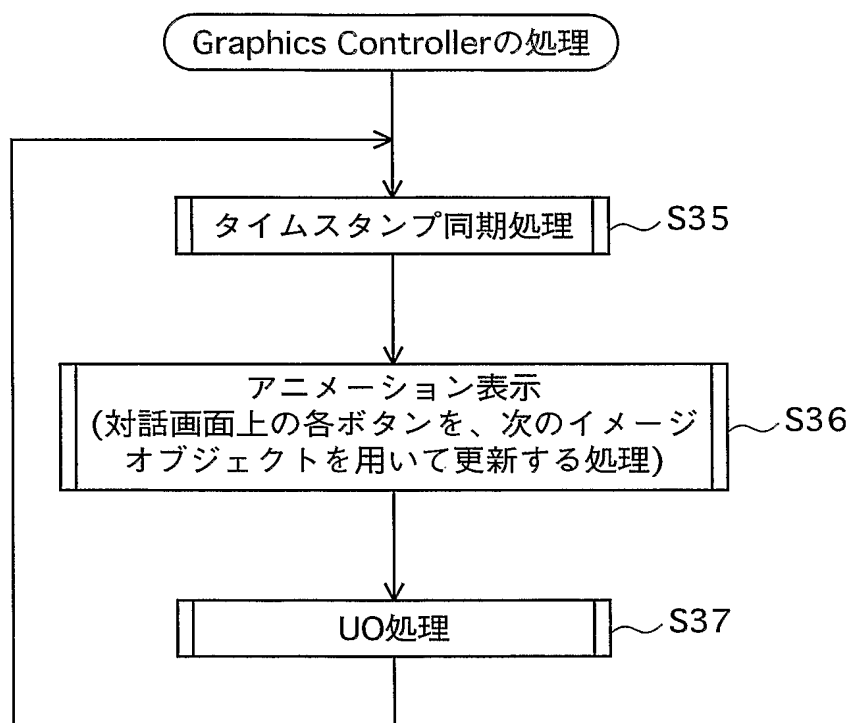 Graphics Controllerの処理
タイムスタンプ同期処理
S35
アニメーション表示
(対話画面上の各ボタンを、次のイメージ
オブジェクトを用いて更新する処理)
S36
UO処理
S37